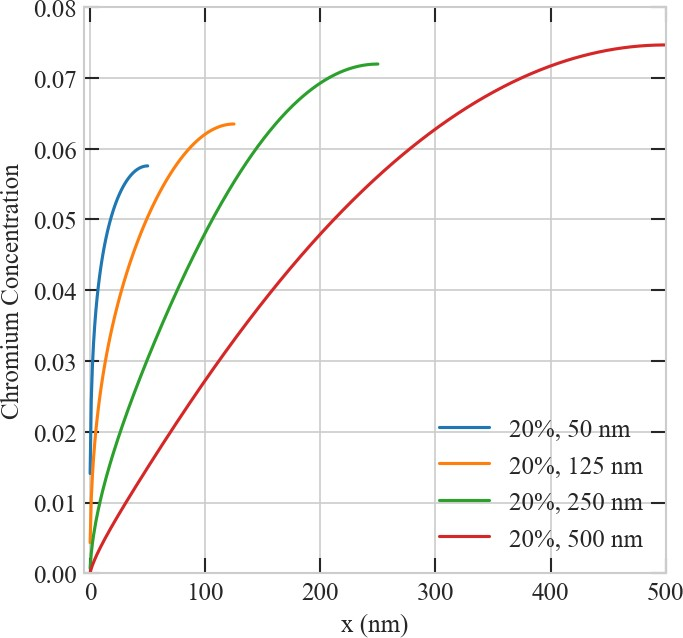 Chromium Concentration
0.08
0.07
0.06
0.05
0.04
0.03
0.02
0.01
0.00
20%, 50 nm
20%, 125 nm
20%, 250 nm
20%, 500 nm
0 100 200 300 400 500
x (nm)